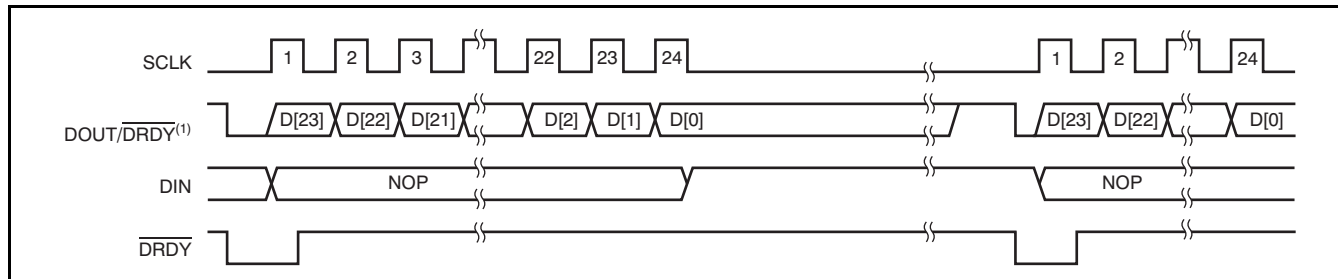 SCLK 1 2 3 22 23 24 1 2 24
DOUT/DRDY(1) D[23] D[22] D[21] D[2] D[1] D[0] D[23] D[22] D[0]
DIN NOP NOP
DRDY